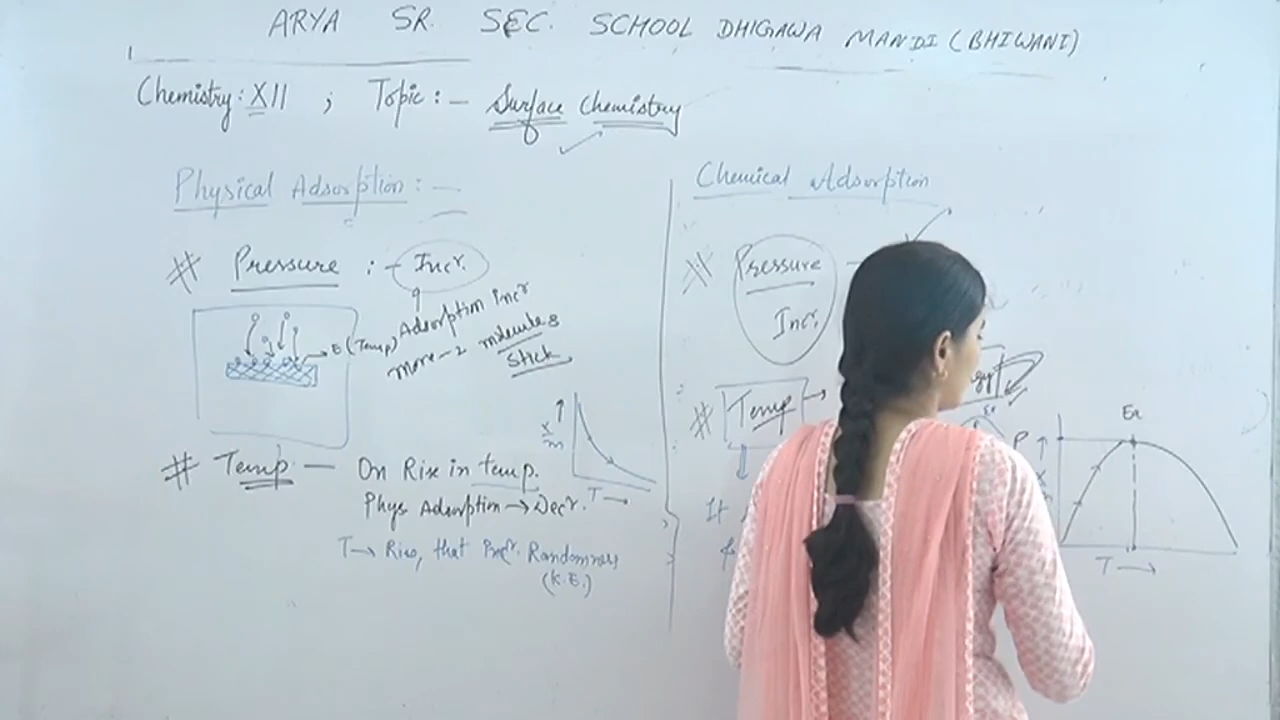 ARYA SR. SEC. SCHOOL DHIGAWA MANDI (BHIWANI)
Chemistry: XII ; Topic :- Surface Chemistry
Physical Adsorption :-
# Pressure :- Incr.
Adsorption Incr
more-2 molecules
stick
E (Temp)
x/m
T →
# Temp. — On Rise in temp.
Phys Adsorption → Decr.
T → Rise, that Incr. Randomness
(K.E.)
Chemical Adsorption
# Pressure
Incr.
# Temp →
It
Ea
P
T →